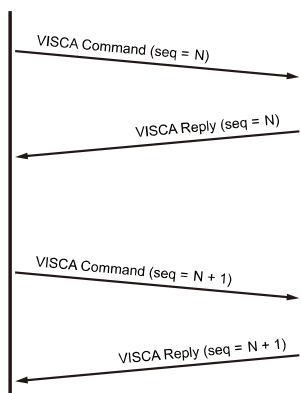 VISCA Command (seq = N)
VISCA Reply (seq = N)
VISCA Command (seq = N + 1)
VISCA Reply (seq = N + 1)